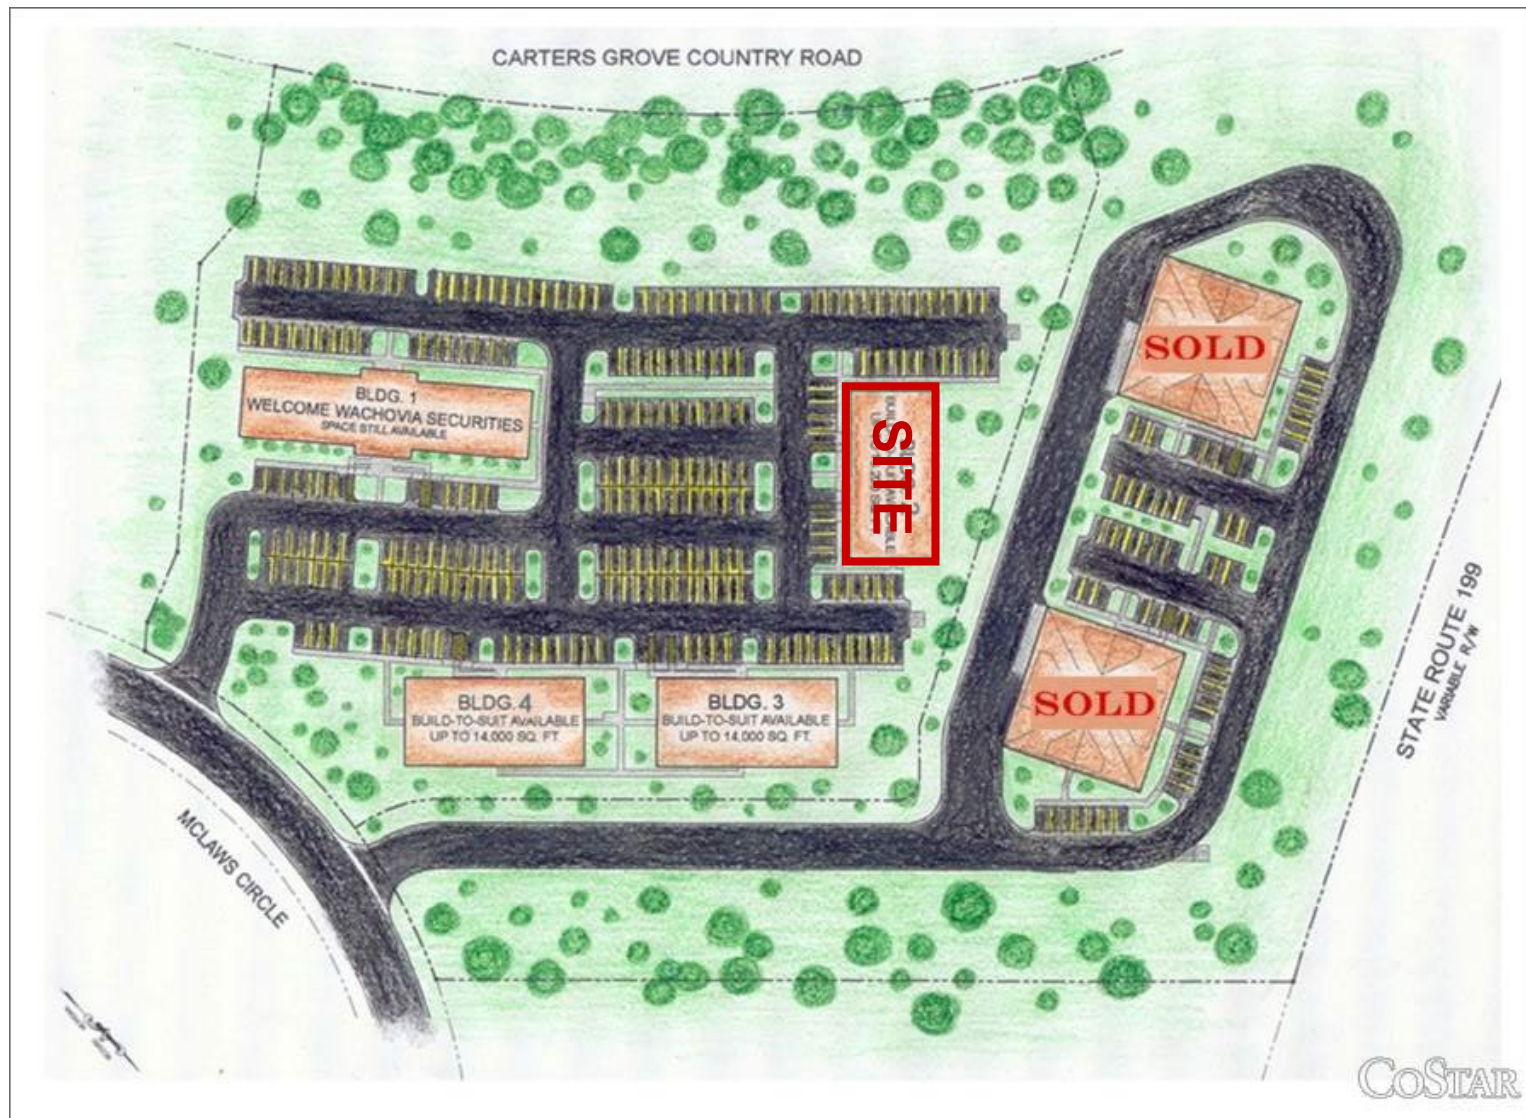 CARTERS GROVE COUNTRY ROAD
SOLD
BLDG. 1
WELCOME WACHOVIA SECURITIES
SPACE STILL AVAILABLE
SITE
STATE ROUTE 199
VARIABLE R/W
BLDG. 4
BUILD-TO-SUIT AVAILABLE
UP TO 14,000 SQ. FT.
BLDG. 3
BUILD-TO-SUIT AVAILABLE
UP TO 14,000 SQ. FT.
SOLD
MCLAWS CIRCLE
COSTAR